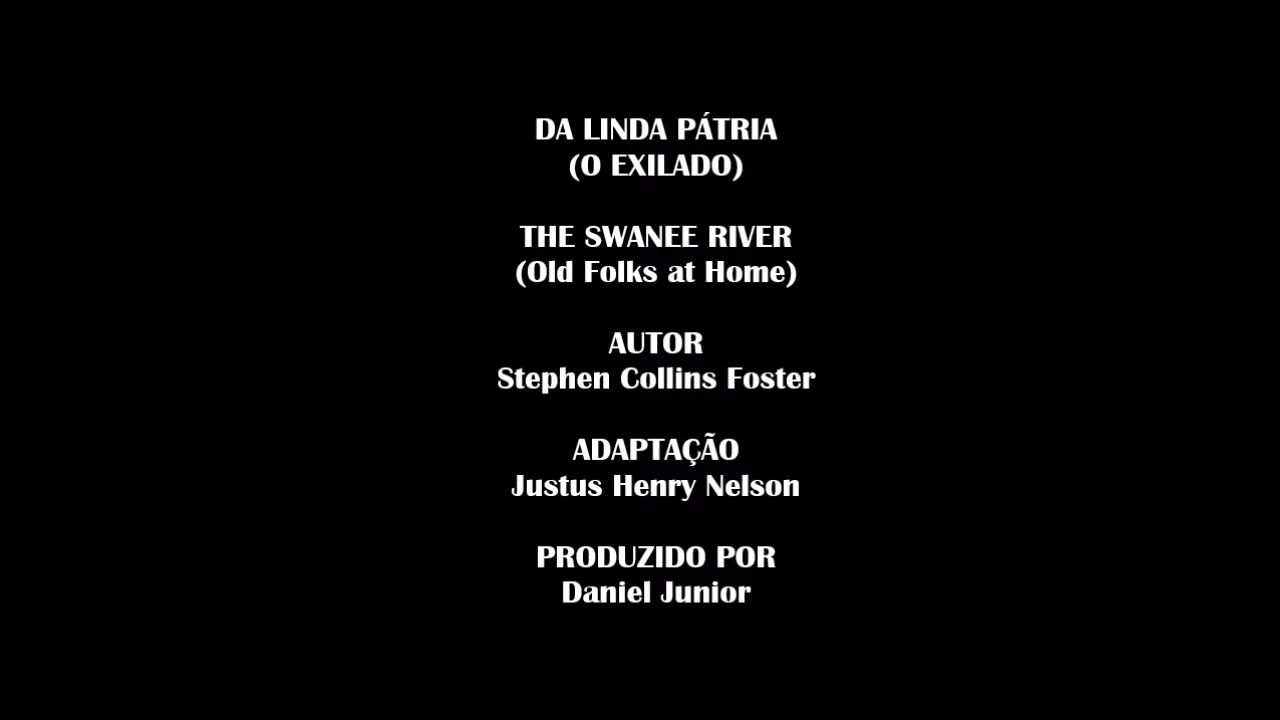 DA LINDA PÁTRIA
(O EXILADO)
THE SWANEE RIVER
(Old Folks at Home)
AUTOR
Stephen Collins Foster
ADAPTAÇÃO
Justus Henry Nelson
PRODUZIDO POR
Daniel Junior